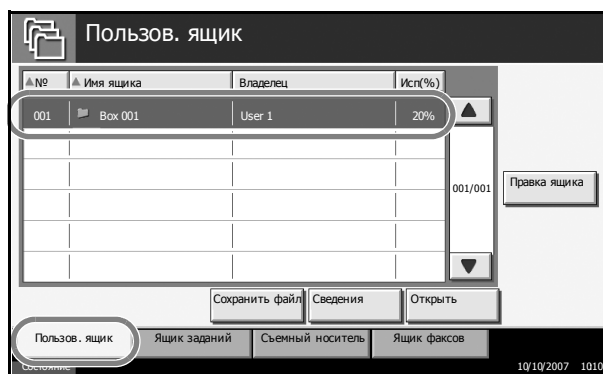 Пользов. ящик
№ Имя ящика Владелец Исп(%)
001 Box 001 User 1 20%
001/001
Правка ящика
Сохранить файл Сведения Открыть
Пользов. ящик Ящик заданий Съемный носитель Ящик факсов
Состояние 10/10/2007 1010